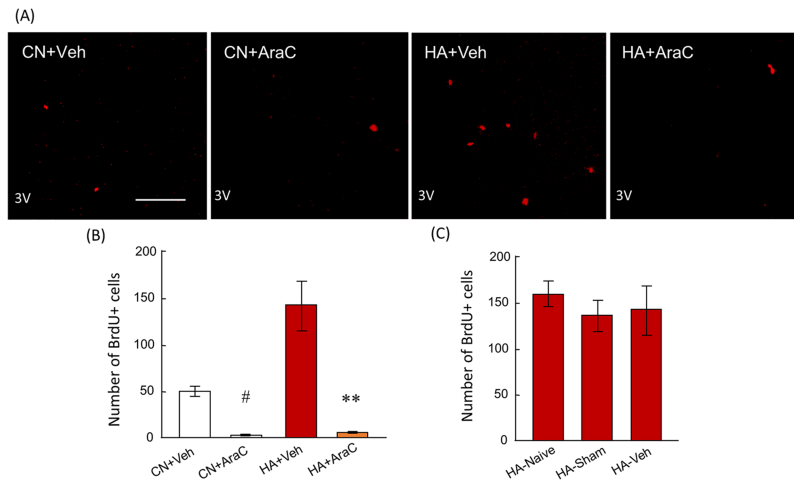 (A)
CN+Veh
CN+AraC
HA+Veh
HA+AraC
3V
3V
3V
3V
(B)
Number of BrdU+ cells
200
150
100
50
0
#
**
CN+Veh
CN+AraC
HA+Veh
HA+AraC
(C)
Number of BrdU+ cells
200
150
100
50
0
HA-Naive
HA-Sham
HA-Veh